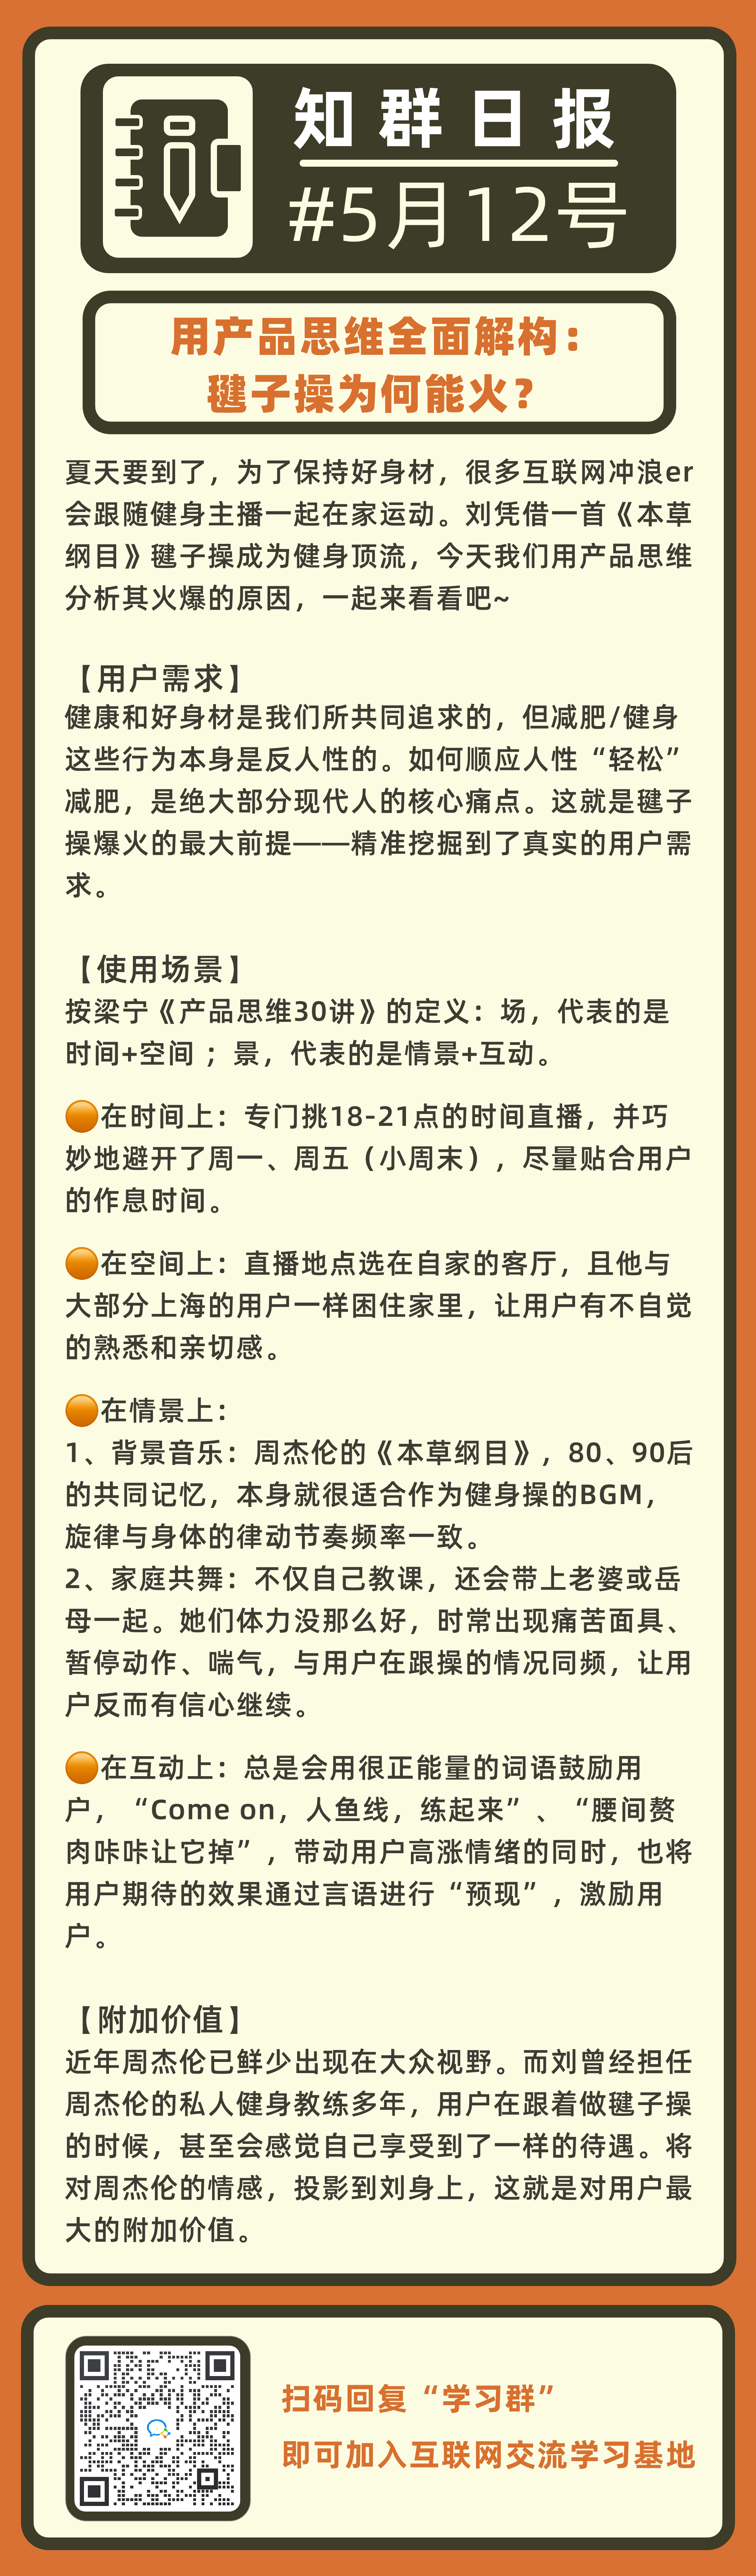 知群日报
#5月12号
用产品思维全面解构：
毽子操为何能火？
夏天要到了，为了保持好身材，很多互联网冲浪er
会跟随健身主播一起在家运动。刘凭借一首《本草
纲目》毽子操成为健身顶流，今天我们用产品思维
分析其火爆的原因，一起来看看吧~
【用户需求】
健康和好身材是我们所共同追求的，但减肥/健身
这些行为本身是反人性的。如何顺应人性“轻松”
减肥，是绝大部分现代人的核心痛点。这就是毽子
操爆火的最大前提——精准挖掘到了真实的用户需
求。
【使用场景】
按梁宁《产品思维30讲》的定义：场，代表的是
时间+空间 ；景，代表的是情景+互动。
🟠在时间上：专门挑18-21点的时间直播，并巧
妙地避开了周一、周五（小周末），尽量贴合用户
的作息时间。
🟠在空间上：直播地点选在自家的客厅，且他与
大部分上海的用户一样困住家里，让用户有不自觉
的熟悉和亲切感。
🟠在情景上：
1、背景音乐：周杰伦的《本草纲目》，80、90后
的共同记忆，本身就很适合作为健身操的BGM，
旋律与身体的律动节奏频率一致。
2、家庭共舞：不仅自己教课，还会带上老婆或岳
母一起。她们体力没那么好，时常出现痛苦面具、
暂停动作、喘气，与用户在跟操的情况同频，让用
户反而有信心继续。
🟠在互动上：总是会用很正能量的词语鼓励用
户，“Come on，人鱼线，练起来”、“腰间赘
肉咔咔让它掉”，带动用户高涨情绪的同时，也将
用户期待的效果通过言语进行“预现”，激励用
户。
【附加价值】
近年周杰伦已鲜少出现在大众视野。而刘曾经担任
周杰伦的私人健身教练多年，用户在跟着做毽子操
的时候，甚至会感觉自己享受到了一样的待遇。将
对周杰伦的情感，投影到刘身上，这就是对用户最
大的附加价值。
扫码回复“学习群”
即可加入互联网交流学习基地